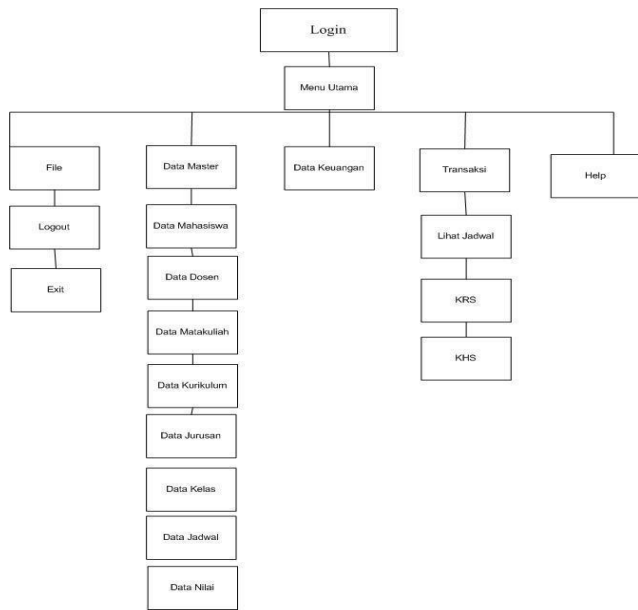 Login
Menu Utama
File
Data Master
Data Keuangan
Transaksi
Help
Logout
Data Mahasiswa
Lihat Jadwal
Exit
Data Dosen
KRS
Data Matakuliah
KHS
Data Kurikulum
Data Jurusan
Data Kelas
Data Jadwal
Data Nilai